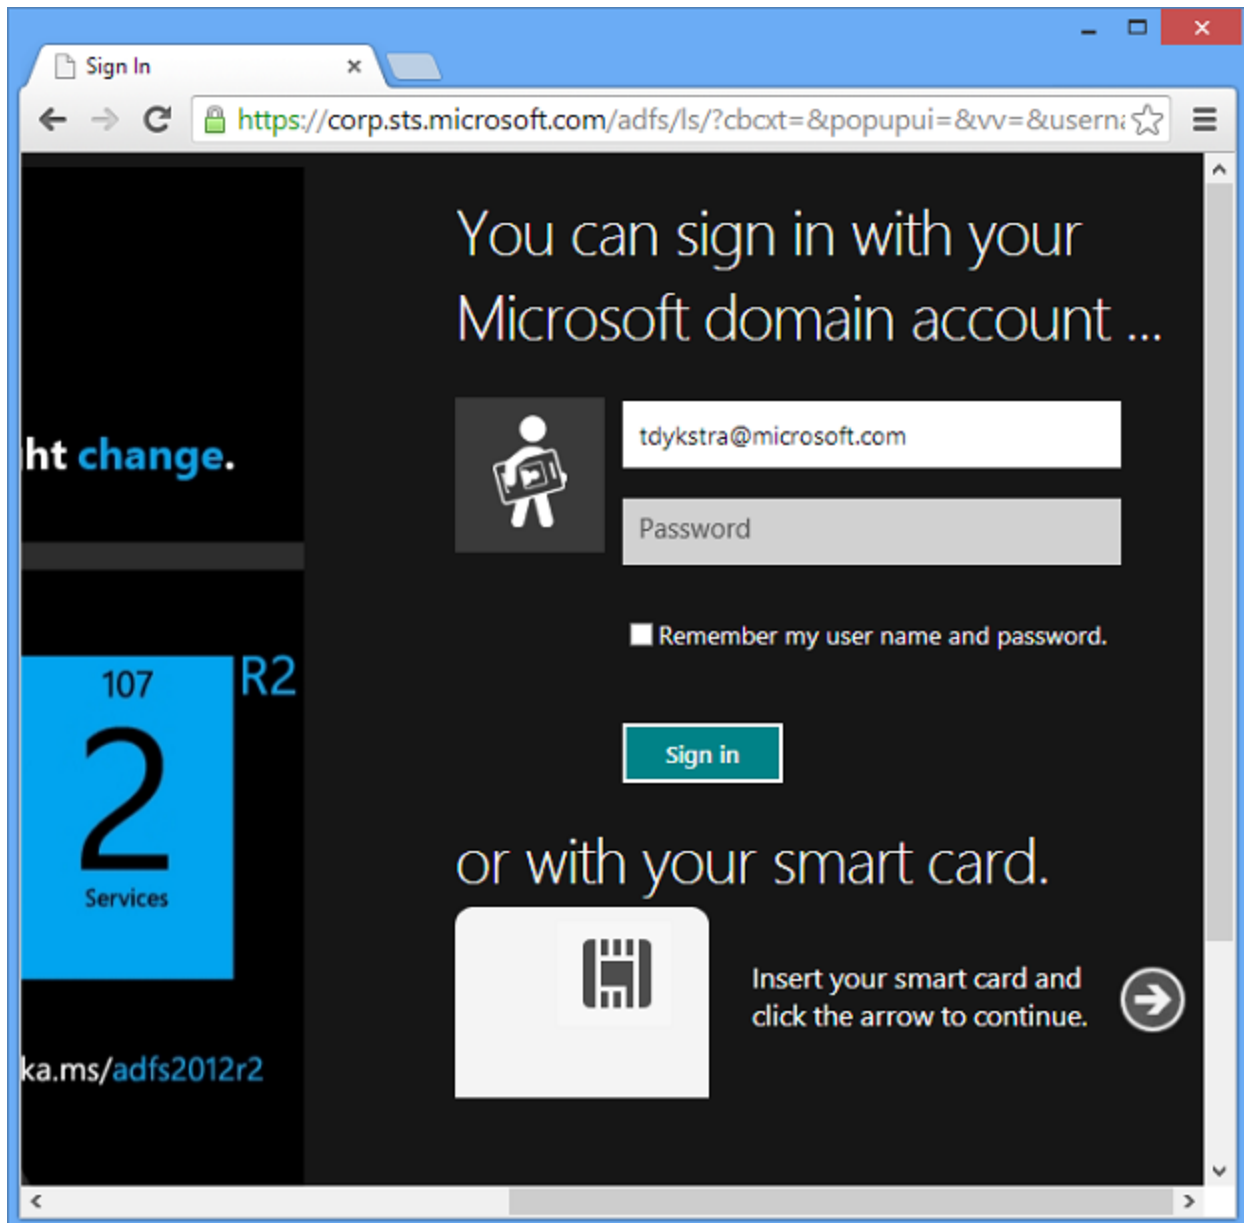 Sign In
https://corp.sts.microsoft.com/adfs/ls/?cbcxt=&popupui=&vv=&userna
ht change.
107
R2
2
Services
ka.ms/adfs2012r2
You can sign in with your
Microsoft domain account ...
tdykstra@microsoft.com
Password
Remember my user name and password.
Sign in
or with your smart card.
Insert your smart card and
click the arrow to continue.